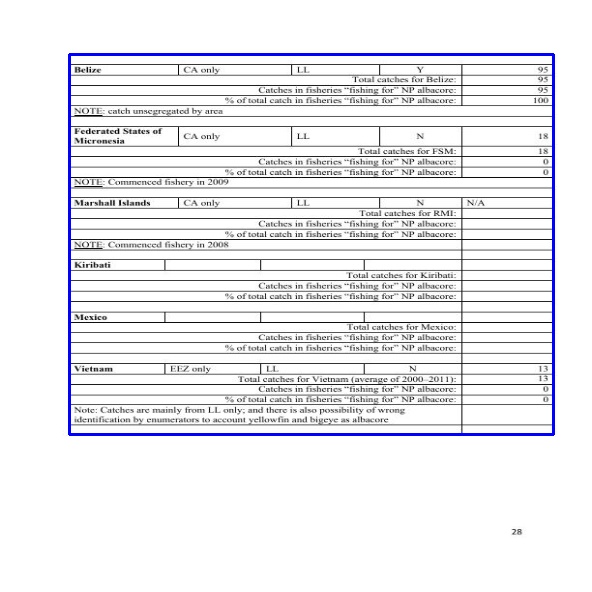 Belize CA only LL Y 95
Total catches for Belize: 95
Catches in fisheries “fishing for” NP albacore: 95
% of total catch in fisheries “fishing for” NP albacore: 100
NOTE: catch unsegregated by area
Federated States of
Micronesia CA only LL N 18
Total catches for FSM: 18
Catches in fisheries “fishing for” NP albacore: 0
% of total catch in fisheries “fishing for” NP albacore: 0
NOTE: Commenced fishery in 2009
Marshall Islands CA only LL N N/A
Total catches for RMI:
Catches in fisheries “fishing for” NP albacore:
% of total catch in fisheries “fishing for” NP albacore:
NOTE: Commenced fishery in 2008
Kiribati
Total catches for Kiribati:
Catches in fisheries “fishing for” NP albacore:
% of total catch in fisheries “fishing for” NP albacore:
Mexico
Total catches for Mexico:
Catches in fisheries “fishing for” NP albacore:
% of total catch in fisheries “fishing for” NP albacore:
Vietnam EEZ only LL N 13
Total catches for Vietnam (average of 2000–2011): 13
Catches in fisheries “fishing for” NP albacore: 0
% of total catch in fisheries “fishing for” NP albacore: 0
Note: Catches are mainly from LL only; and there is also possibility of wrong
identification by enumerators to account yellowfin and bigeye as albacore
28